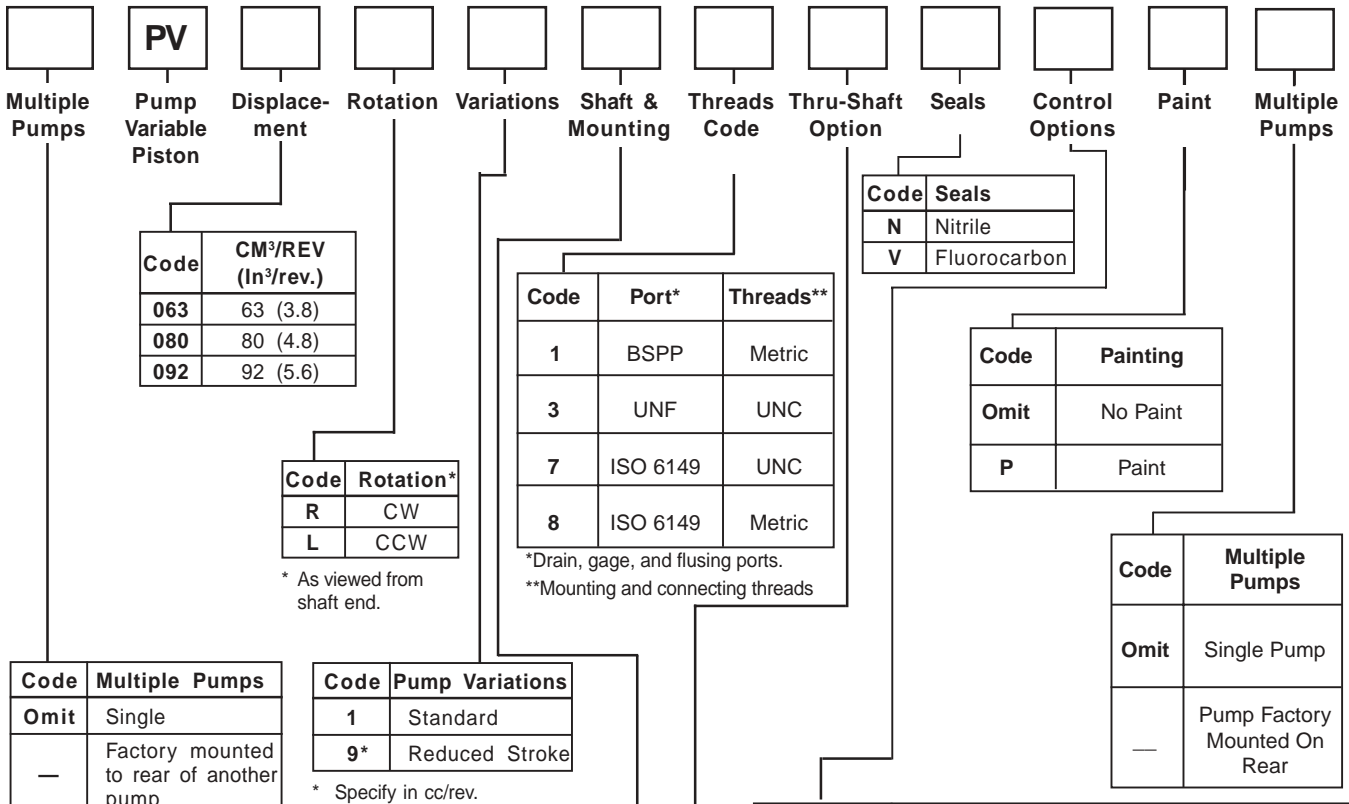 PV
Multiple Pumps
Pump Variable Piston
Displace-ment
Rotation
Variations
Shaft & Mounting
Threads Code
Thru-Shaft Option
Seals
Control Options
Paint
Multiple Pumps
Code Seals
N Nitrile
V Fluorocarbon
Code CM³/REV (In³/rev.)
063 63 (3.8)
080 80 (4.8)
092 92 (5.6)
Code Port* Threads**
1 BSPP Metric
3 UNF UNC
7 ISO 6149 UNC
8 ISO 6149 Metric
*Drain, gage, and flusing ports.
**Mounting and connecting threads
Code Painting
Omit No Paint
P Paint
Code Rotation*
R CW
L CCW
* As viewed from
shaft end.
Code Multiple Pumps
Omit Single Pump
__ Pump Factory Mounted On Rear
Code Multiple Pumps
Omit Single
— Factory mounted
to rear of another
pump
Code Pump Variations
1 Standard
9* Reduced Stroke
* Specify in cc/rev.